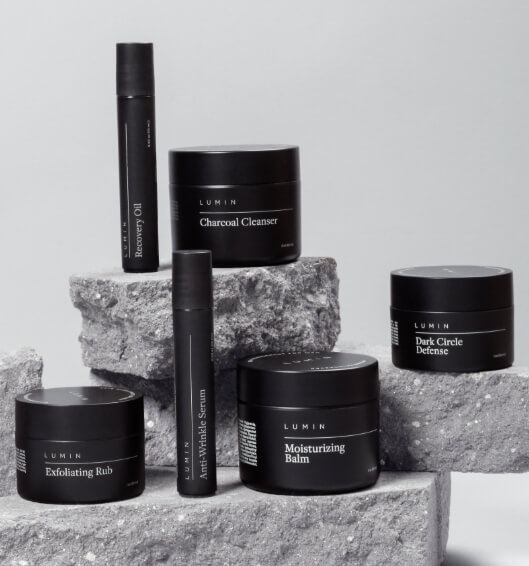 LUMIN
Recovery Oil
LUMIN
Charcoal Cleanser
LUMIN
Dark Circle
Defense
LUMIN
Anti-Wrinkle Serum
LUMIN
Moisturizing
Balm
LUMIN
Exfoliating Rub